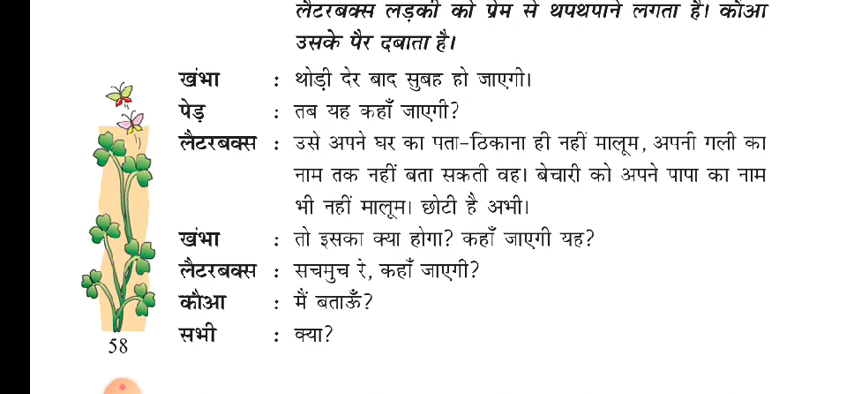 लैटरबक्स लड़की को प्रेम से थपथपाने लगता है। कौआ
उसके पैर दबाता है।
खंभा : थोड़ी देर बाद सुबह हो जाएगी।
पेड़ : तब यह कहाँ जाएगी?
लैटरबक्स : उसे अपने घर का पता-ठिकाना ही नहीं मालूम, अपनी गली का
नाम तक नहीं बता सकती वह। बेचारी को अपने पापा का नाम
भी नहीं मालूम। छोटी है अभी।
खंभा : तो इसका क्या होगा? कहाँ जाएगी यह?
लैटरबक्स : सचमुच रे, कहाँ जाएगी?
कौआ : मैं बताऊँ?
सभी : क्या?
58